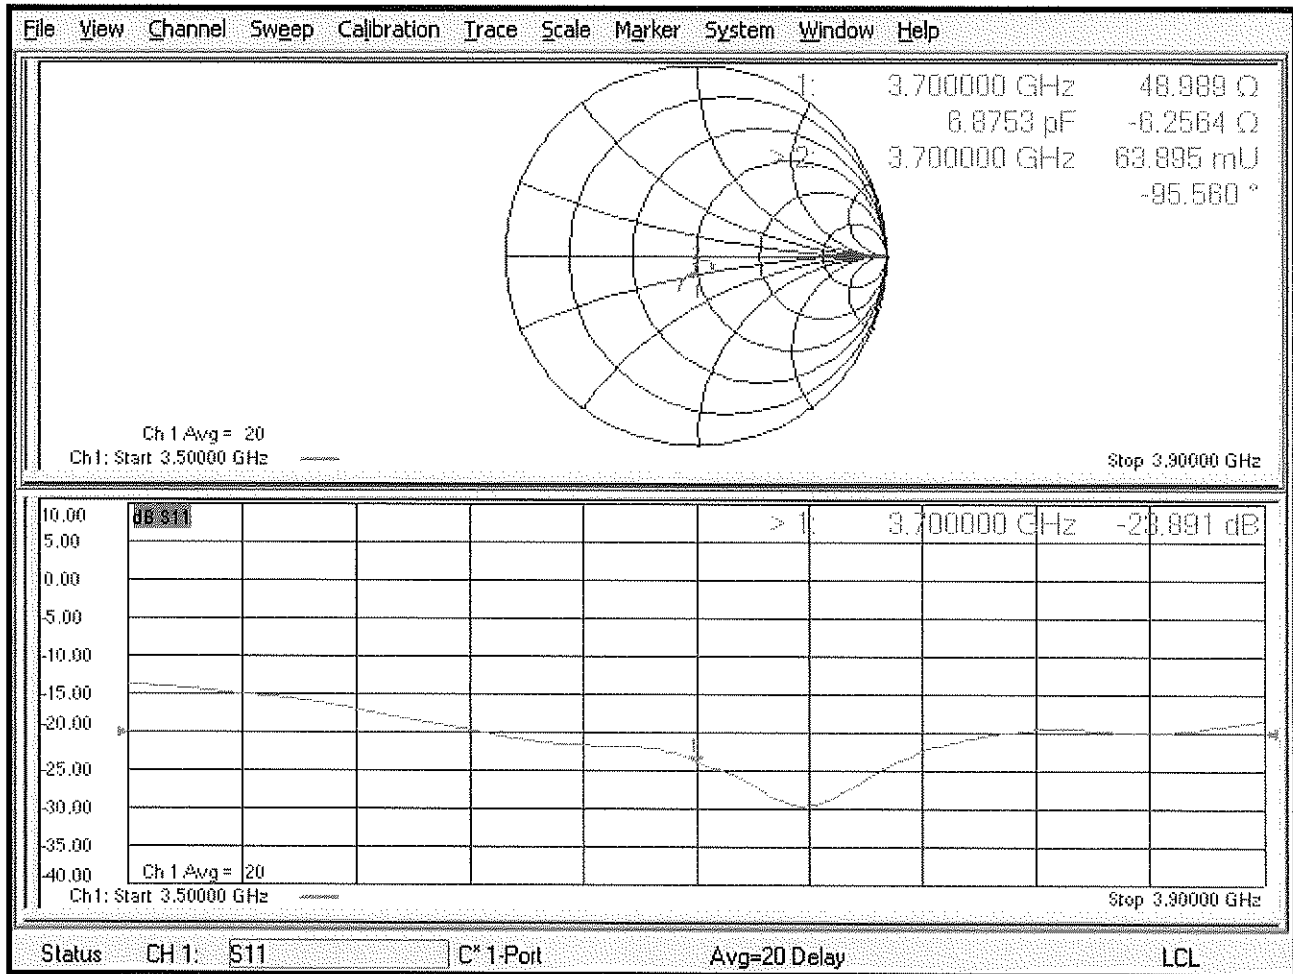 File View Channel Sweep Calibration Trace Scale Marker System Window Help
1: 3.700000 GHz 48.989 Ω
6.8753 pF -6.2564 Ω
> 2: 3.700000 GHz 63.895 mU
-95.560 °
Ch 1 Avg = 20
Ch1: Start 3.50000 GHz Stop 3.90000 GHz
10.00 dB S11 > 1: 3.700000 GHz -23.891 dB
5.00
0.00
-5.00
-10.00
-15.00
-20.00
-25.00
-30.00
-35.00
-40.00 Ch 1 Avg = 20
Ch1: Start 3.50000 GHz Stop 3.90000 GHz
Status CH 1: S11 C* 1-Port Avg=20 Delay LCL